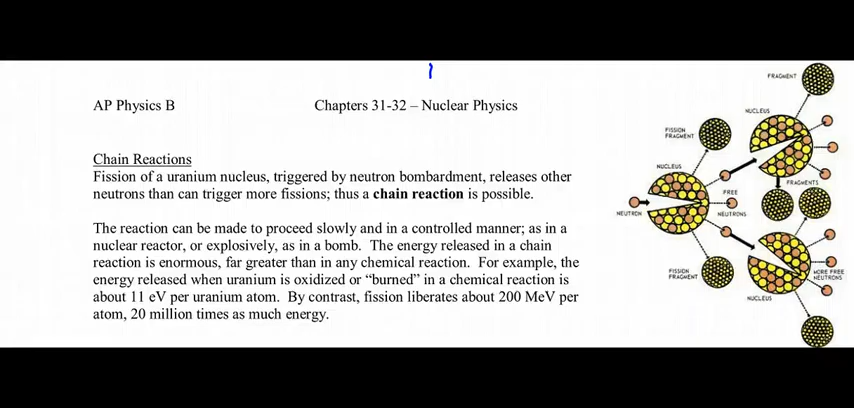 AP Physics B
Chapters 31-32 – Nuclear Physics
Chain Reactions
Fission of a uranium nucleus, triggered by neutron bombardment, releases other
neutrons than can trigger more fissions; thus a chain reaction is possible.
The reaction can be made to proceed slowly and in a controlled manner; as in a
nuclear reactor, or explosively, as in a bomb. The energy released in a chain
reaction is enormous, far greater than in any chemical reaction. For example, the
energy released when uranium is oxidized or “burned” in a chemical reaction is
about 11 eV per uranium atom. By contrast, fission liberates about 200 MeV per
atom, 20 million times as much energy.
FRAGMENT
NUCLEUS
FISSION
FRAGMENT
NUCLEUS
FRAGMENTS
FREE
NEUTRON
NEUTRONS
FISSION
FRAGMENT
MORE FREE
NEUTRONS
NUCLEUS